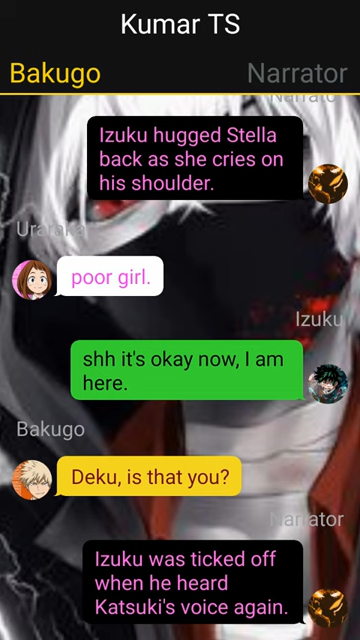 Kumar TS
Bakugo
Narrator
Narrator
Izuku hugged Stella
back as she cries on
his shoulder.
Uraraka
poor girl.
Izuku
shh it's okay now, I am
here.
Bakugo
Deku, is that you?
Narrator
Izuku was ticked off
when he heard
Katsuki's voice again.